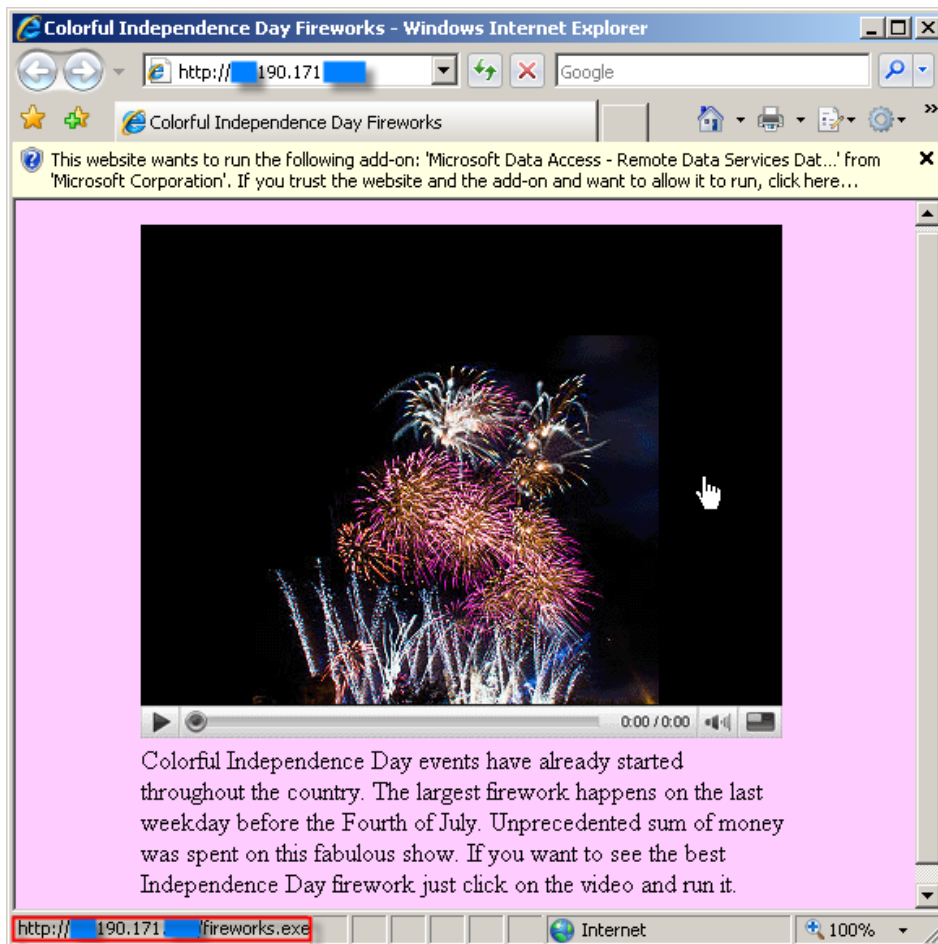 Colorful Independence Day Fireworks - Windows Internet Explorer
http:// 190.171
Google
Colorful Independence Day Fireworks
»
This website wants to run the following add-on: 'Microsoft Data Access - Remote Data Services Dat...' from
'Microsoft Corporation'. If you trust the website and the add-on and want to allow it to run, click here...
0:00 / 0:00
Colorful Independence Day events have already started
throughout the country. The largest firework happens on the last
weekday before the Fourth of July. Unprecedented sum of money
was spent on this fabulous show. If you want to see the best
Independence Day firework just click on the video and run it.
http:// 190.171. /fireworks.exe
Internet
100%